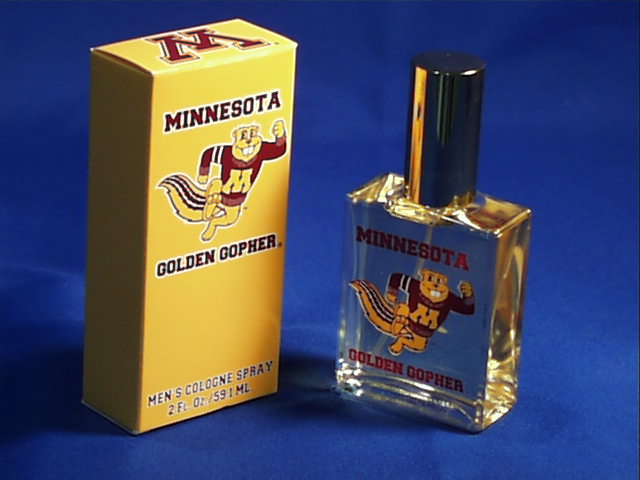 M
MINNESOTA
M
GOLDEN GOPHER®
MEN'S COLOGNE SPRAY
2 FL. OZ./59.1 ML.
MINNESOTA
M
GOLDEN GOPHER